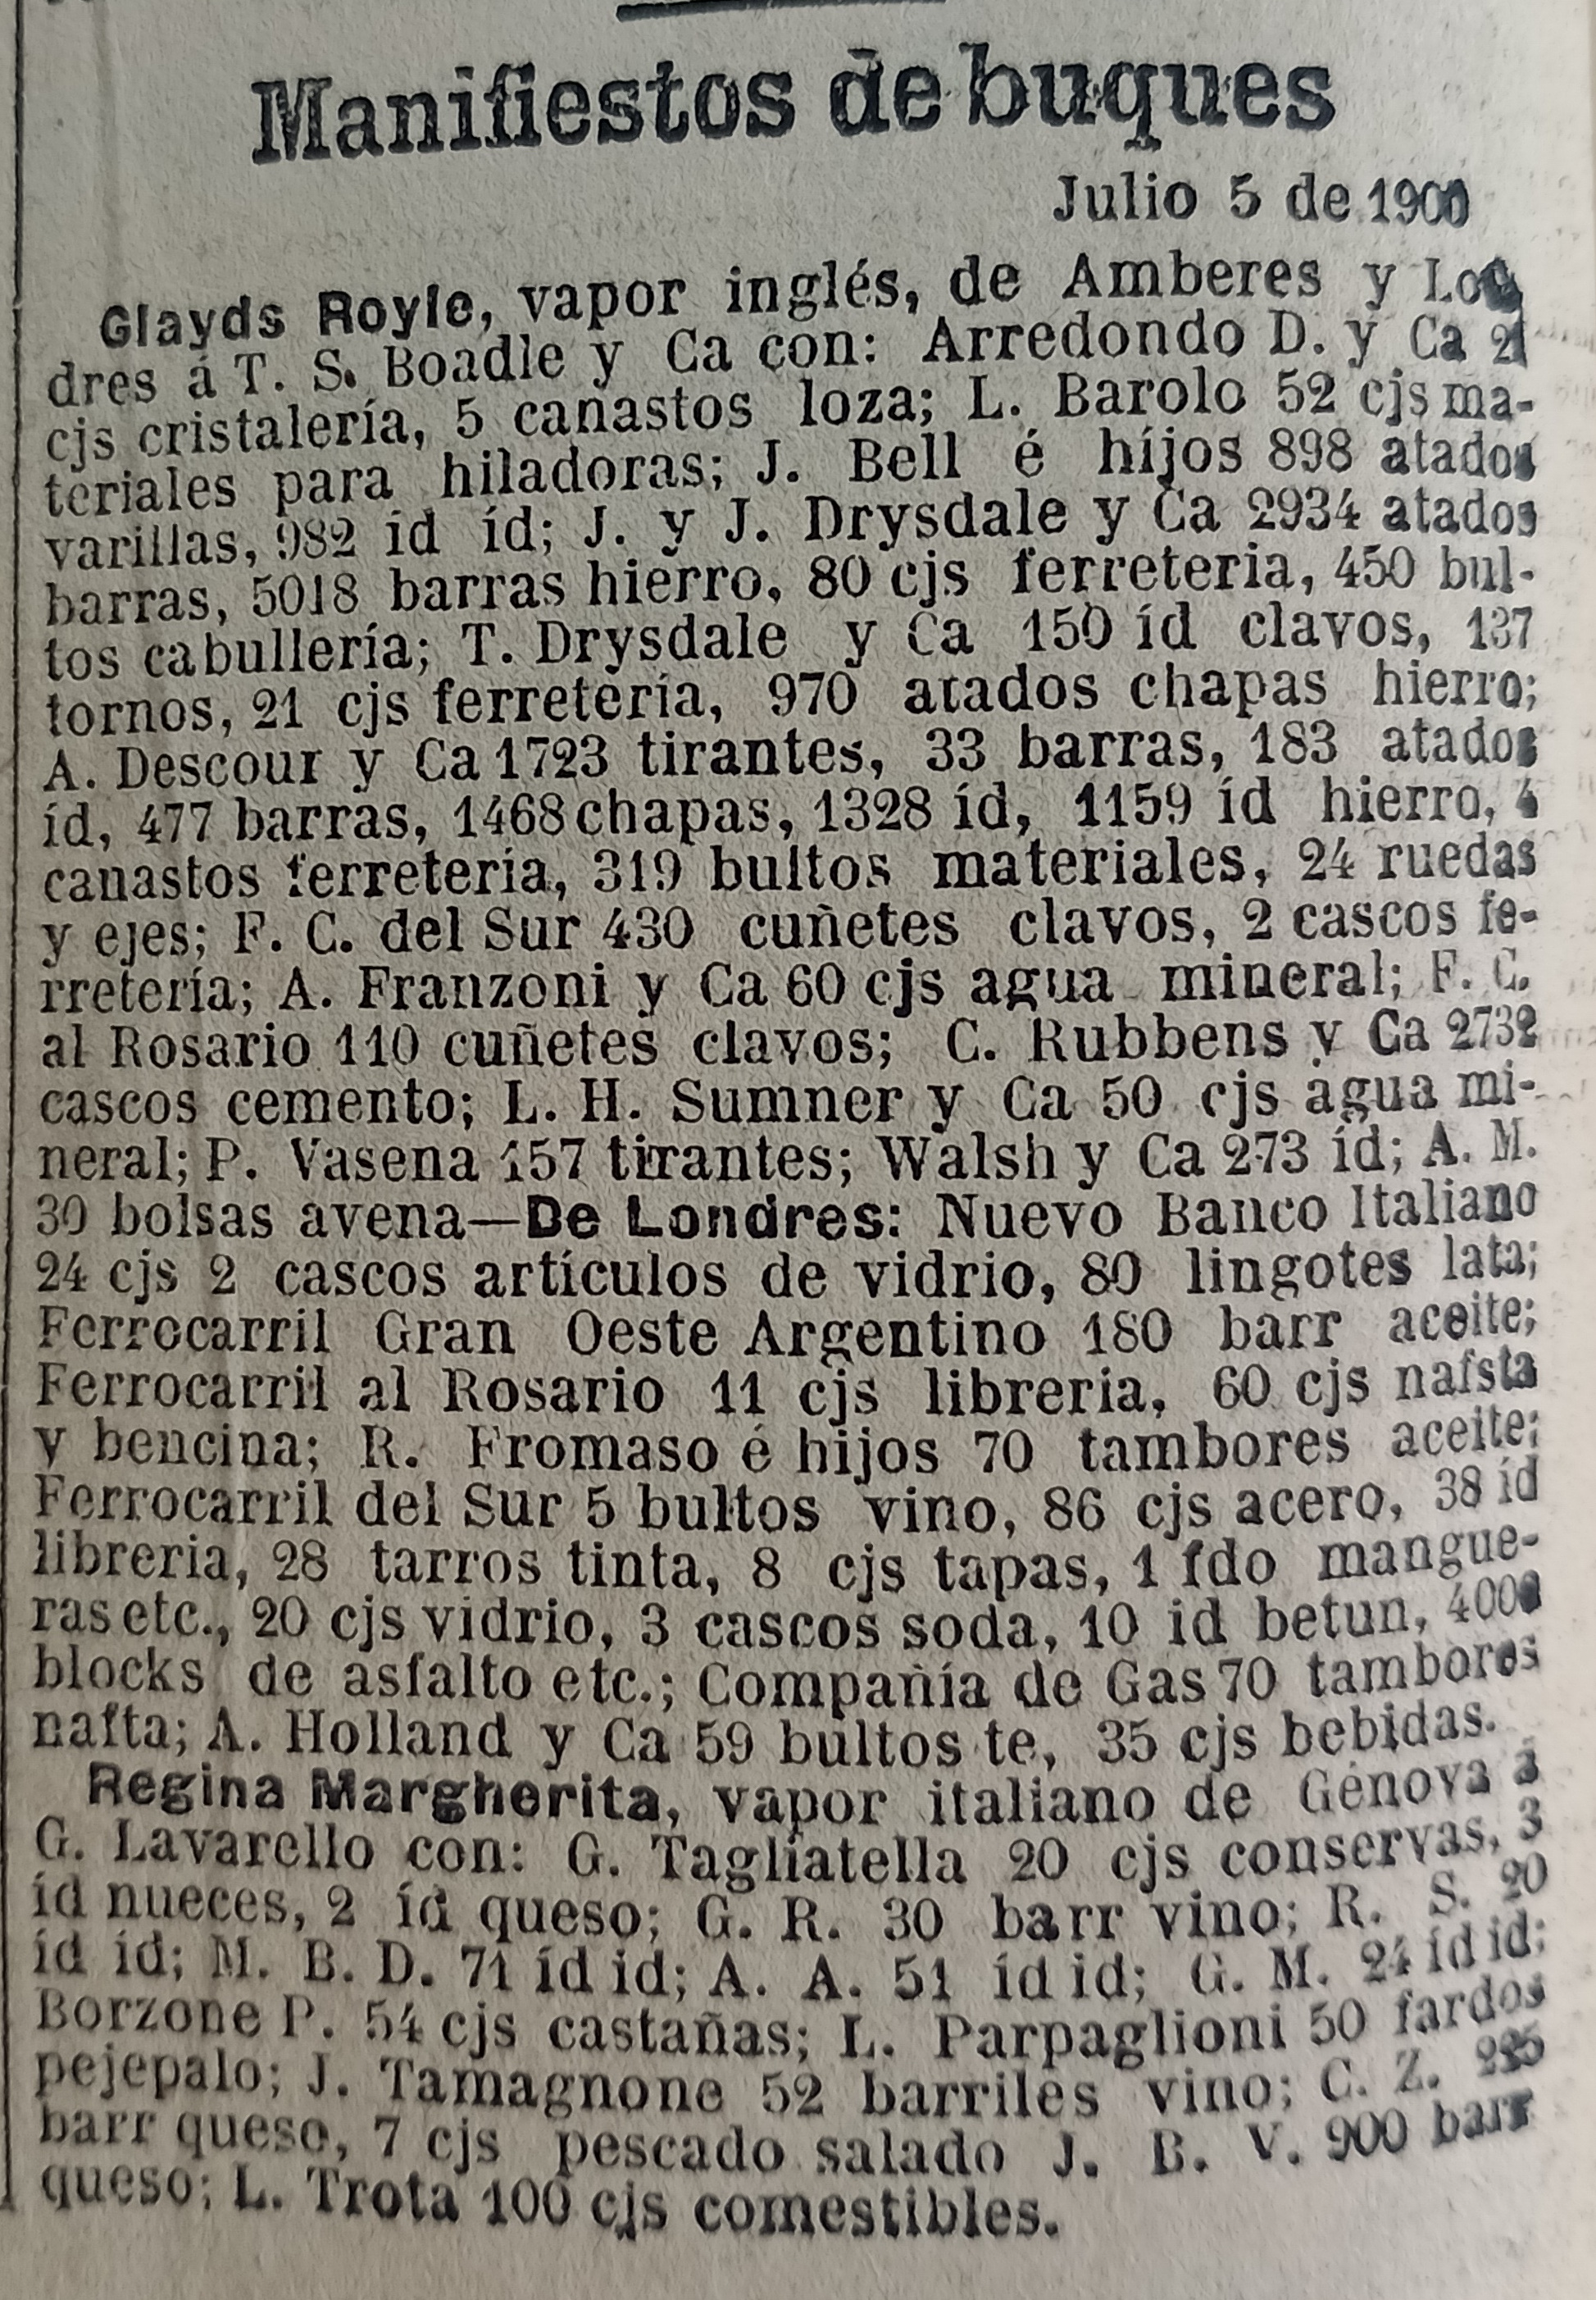 Manifiestos de buques
Julio 5 de 1900
Glayds Royle, vapor inglés, de Amberes y Lon
dres á T. S. Boadle y Ca con: Arredondo D. y Ca
cjs cristalería, 5 canastos loza; L. Barolo 52 cjs ma-
teriales para hiladoras; J. Bell é híjos 898 atados
varillas, 982 id íd; J. y J. Drysdale y Ca 2934 atados
barras, 5018 barras hierro, 80 cjs ferreteria, 450 bul-
tos cabullería; T. Drysdale y Ca 150 íd clavos, 137
tornos, 21 cjs ferretería, 970 atados chapas hierro;
A. Descour y Ca 1723 tirantes, 33 barras, 183 atados
íd, 477 barras, 1468 chapas, 1328 íd, 1159 íd hierro, 4
canastos ferretería, 319 bultos materiales, 24 ruedas
y ejes; F. C. del Sur 430 cuñetes clavos, 2 cascos fe-
rretería; A. Franzoni y Ca 60 cjs agua mineral; F. C.
al Rosario 110 cuñetes clavos; C. Rubbens y Ca 2732
cascos cemento; L. H. Sumner y Ca 50 cjs agua mi-
neral; P. Vasena 157 tirantes; Walsh y Ca 273 íd; A. M.
30 bolsas avena—De Londres: Nuevo Banco Italiano
24 cjs 2 cascos artículos de vidrio, 80 lingotes lata;
Ferrocarril Gran Oeste Argentino 180 barr aceite;
Ferrocarril al Rosario 11 cjs libreria, 60 cjs nafsta
y bencina; R. Fromaso é hijos 70 tambores aceite;
Ferrocarril del Sur 5 bultos vino, 86 cjs acero, 38 íd
libreria, 28 tarros tinta, 8 cjs tapas, 1 fdo mangue-
ras etc., 20 cjs vidrio, 3 cascos soda, 10 id betun, 4000
blocks de asfalto etc.; Compañía de Gas 70 tambores
nafta; A. Holland y Ca 59 bultos te, 35 cjs bebidas.
Regina Margherita, vapor italiano de Génova á
G. Lavarello con: G. Tagliatella 20 cjs conservas, 3
íd nueces, 2 íd queso; G. R. 30 barr vino; R. S. 20
íd íd; M. B. D. 71 íd id; A. A. 51 íd id; G. M. 24 íd id;
Borzone P. 54 cjs castañas; L. Parpaglioni 50 fardos
pejepalo; J. Tamagnone 52 barriles vino; C. Z.
barr queso, 7 cjs pescado salado J. B. V. 900 barr
queso; L. Trota 100 cjs comestibles.